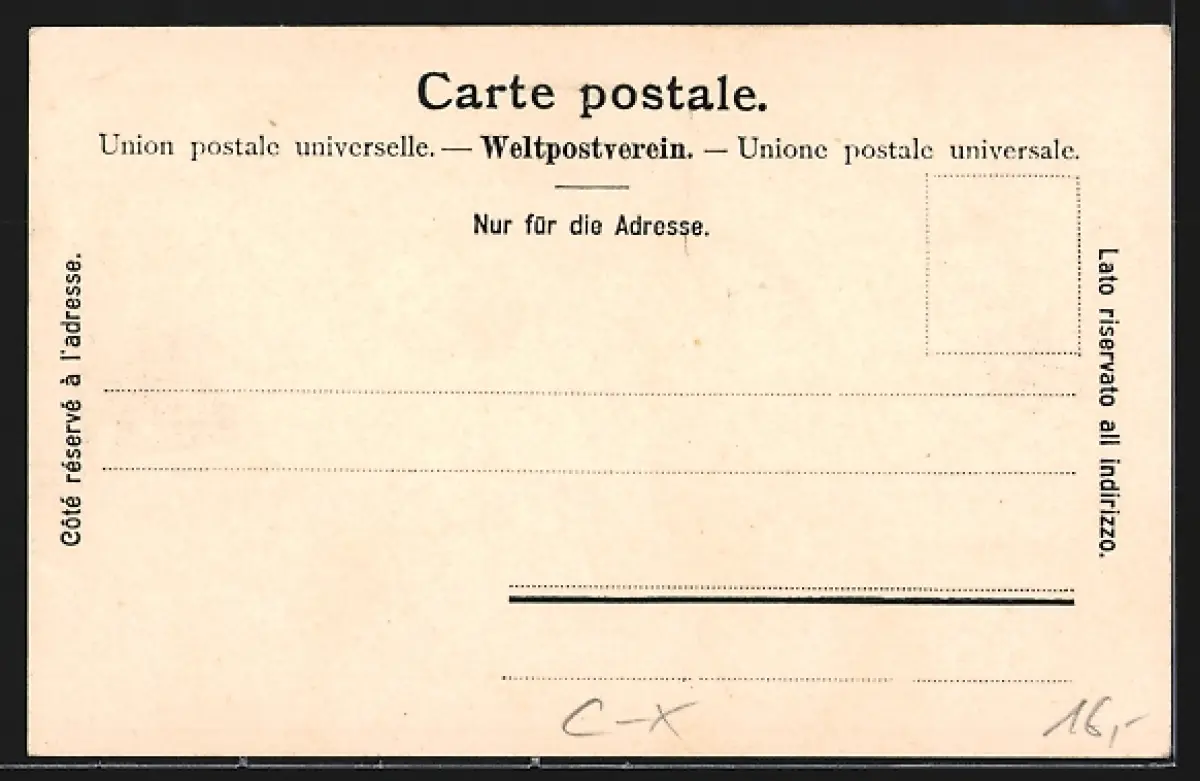 Carte postale.
Union postale universelle. — Weltpostverein. — Unione postale universale.
Nur für die Adresse.
Côté réservé à l'adresse.
Lato riservato all indirizzo.
C-X
16,-